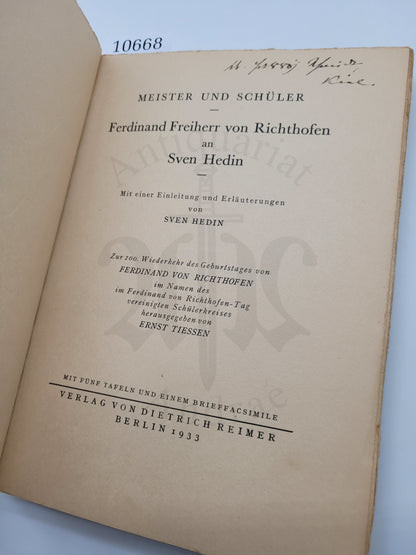 10668
Kiel.
MEISTER UND SCHÜLER
Ferdinand Freiherr von Richthofen
an
Sven Hedin
Mit einer Einleitung und Erläuterungen
von
SVEN HEDIN
Zur 100. Wiederkehr des Geburtstages von
FERDINAND VON RICHTHOFEN
im Namen des
im Ferdinand von Richthofen-Tag
vereinigten Schülerkreises
herausgegeben von
ERNST TIESSEN
MIT FÜNF TAFELN UND EINEM BRIEFFACSIMILE
VERLAG VON DIETRICH REIMER
BERLIN 1933
Antiquariat